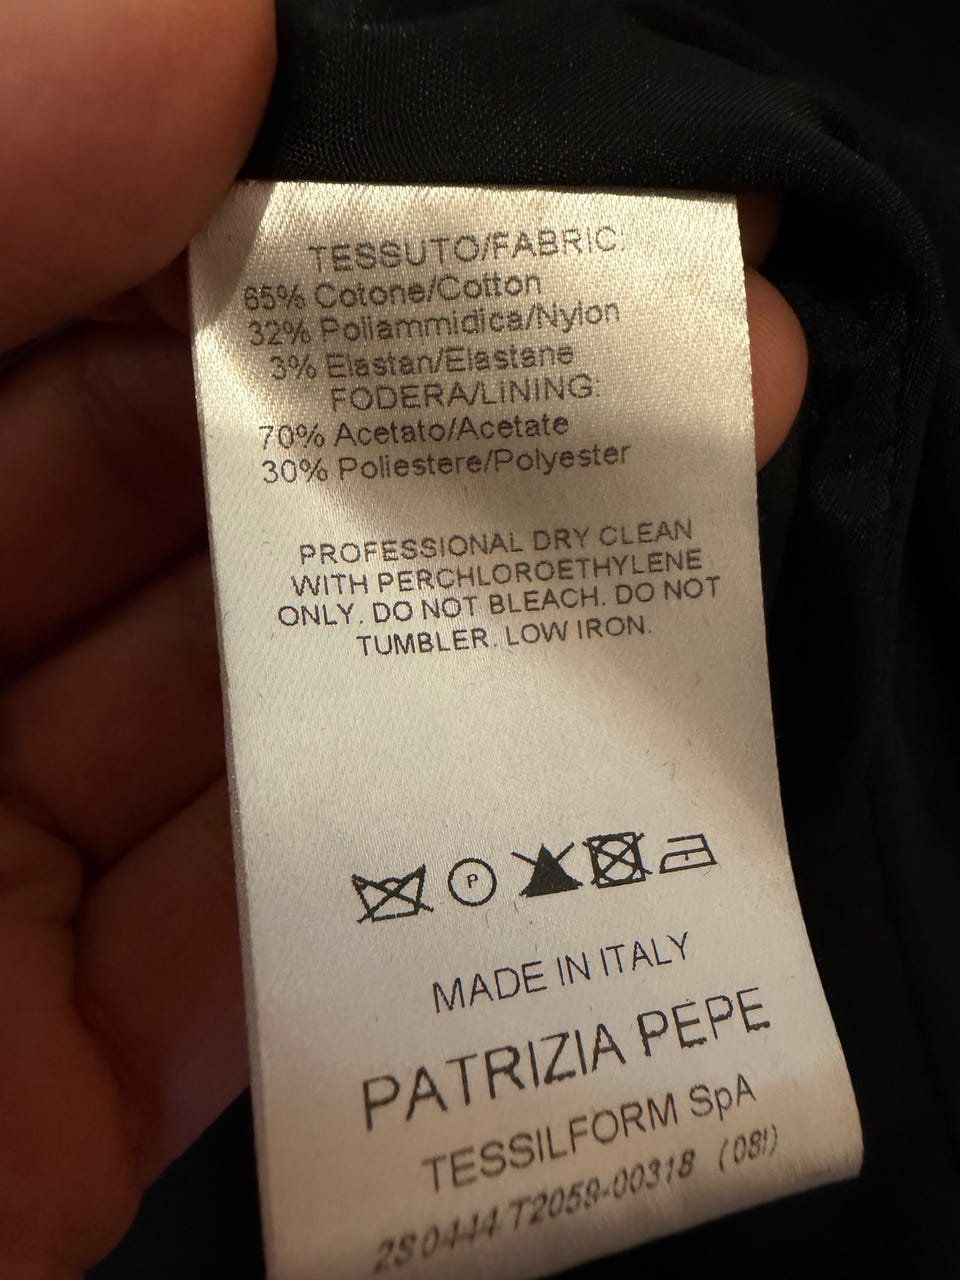 TESSUTO/FABRIC:
65% Cotone/Cotton
32% Poliammidica/Nylon
3% Elastan/Elastane
FODERA/LINING:
70% Acetato/Acetate
30% Poliestere/Polyester
PROFESSIONAL DRY CLEAN
WITH PERCHLOROETHYLENE
ONLY. DO NOT BLEACH. DO NOT
TUMBLER. LOW IRON.
P
MADE IN ITALY
PATRIZIA PEPE
TESSILFORM SpA
2S0444 T2059-00318 (08I)